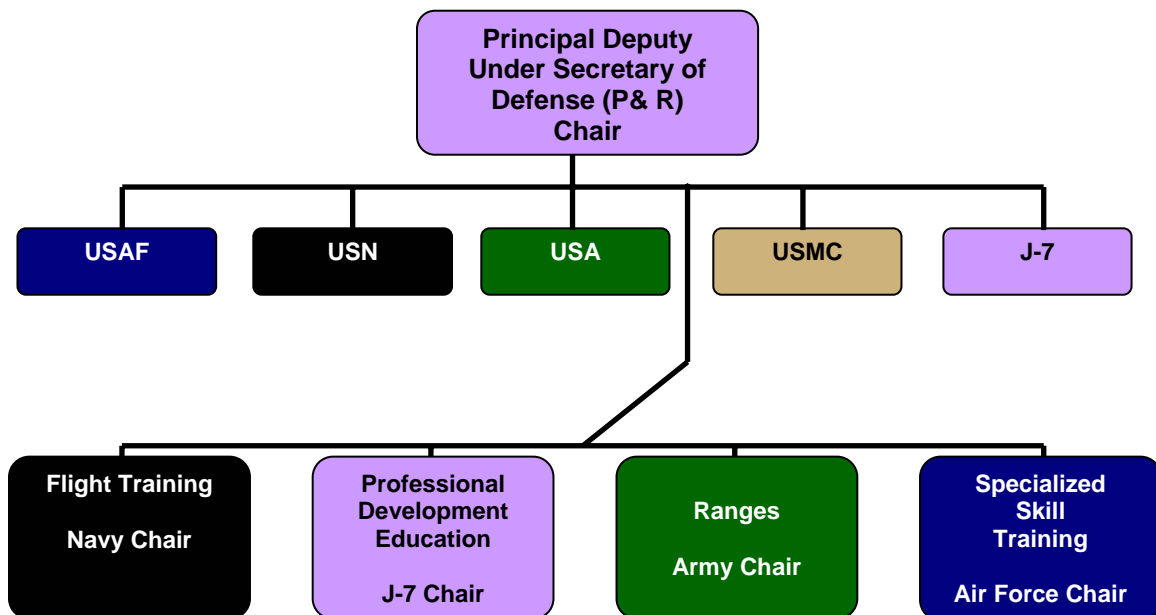 Principal Deputy
Under Secretary of
Defense (P& R)
Chair
USAF
USN
USA
USMC
J-7
Flight Training
Navy Chair
Professional
Development
Education
J-7 Chair
Ranges
Army Chair
Specialized
Skill
Training
Air Force Chair